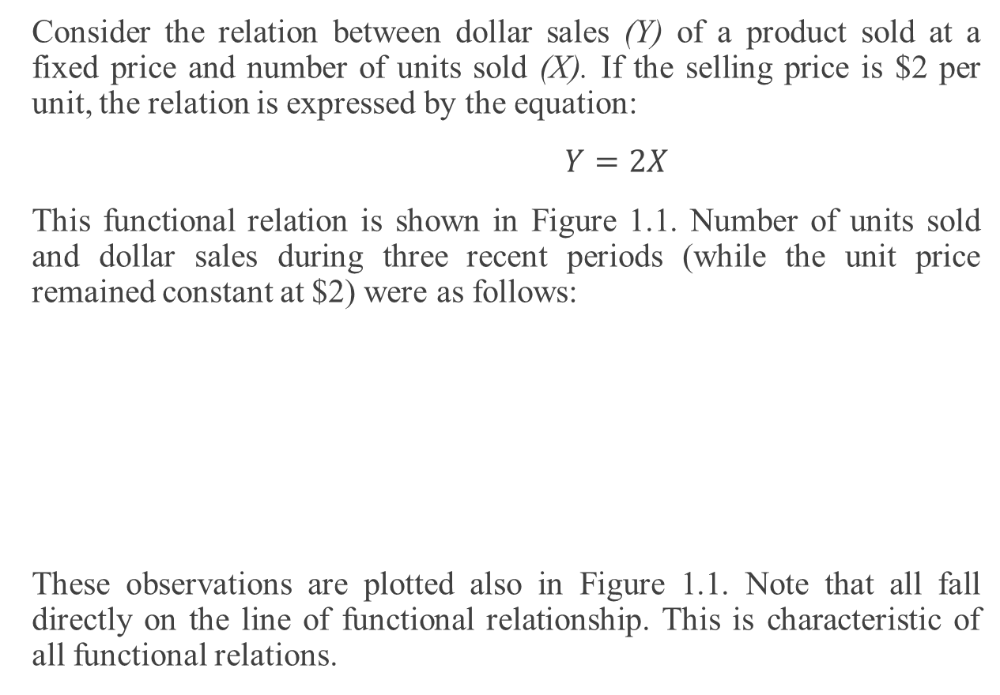 Consider the relation between dollar sales (Y) of a product sold at a
fixed price and number of units sold (X). If the selling price is $2 per
unit, the relation is expressed by the equation:
Y = 2X
This functional relation is shown in Figure 1.1. Number of units sold
and dollar sales during three recent periods (while the unit price
remained constant at $2) were as follows:
These observations are plotted also in Figure 1.1. Note that all fall
directly on the line of functional relationship. This is characteristic of
all functional relations.